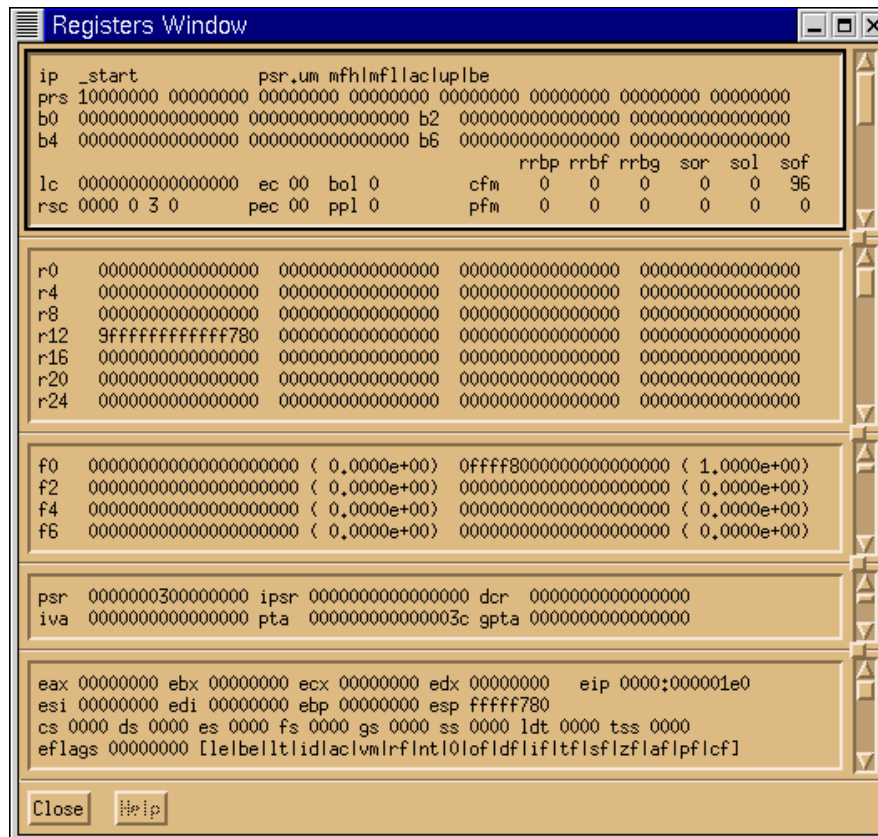 Registers Window
ip _start psr.um mfh|mfl|ac|up|be
prs 10000000 00000000 00000000 00000000 00000000 00000000 00000000 00000000
b0 0000000000000000 0000000000000000 b2 0000000000000000 0000000000000000
b4 0000000000000000 0000000000000000 b6 0000000000000000 0000000000000000
rrbp rrbf rrbg sor sol sof
lc 0000000000000000 ec 00 bol 0 cfm 0 0 0 0 0 96
rsc 0000 0 3 0 pec 00 ppl 0 pfm 0 0 0 0 0 0
r0 0000000000000000 0000000000000000 0000000000000000 0000000000000000
r4 0000000000000000 0000000000000000 0000000000000000 0000000000000000
r8 0000000000000000 0000000000000000 0000000000000000 0000000000000000
r12 9ffffffffffff780 0000000000000000 0000000000000000 0000000000000000
r16 0000000000000000 0000000000000000 0000000000000000 0000000000000000
r20 0000000000000000 0000000000000000 0000000000000000 0000000000000000
r24 0000000000000000 0000000000000000 0000000000000000 0000000000000000
f0 000000000000000000000 ( 0.0000e+00) 0ffff8000000000000000 ( 1.0000e+00)
f2 000000000000000000000 ( 0.0000e+00) 000000000000000000000 ( 0.0000e+00)
f4 000000000000000000000 ( 0.0000e+00) 000000000000000000000 ( 0.0000e+00)
f6 000000000000000000000 ( 0.0000e+00) 000000000000000000000 ( 0.0000e+00)
psr 0000000300000000 ipsr 0000000000000000 dcr 0000000000000000
iva 0000000000000000 pta 000000000000003c gpta 0000000000000000
eax 00000000 ebx 00000000 ecx 00000000 edx 00000000 eip 0000:000001e0
esi 00000000 edi 00000000 ebp 00000000 esp fffff780
cs 0000 ds 0000 es 0000 fs 0000 gs 0000 ss 0000 ldt 0000 tss 0000
eflags 00000000 [le|be|lt|id|ac|vm|rf|nt|0|of|df|if|tf|sf|zf|af|pf|cf]
Close Help